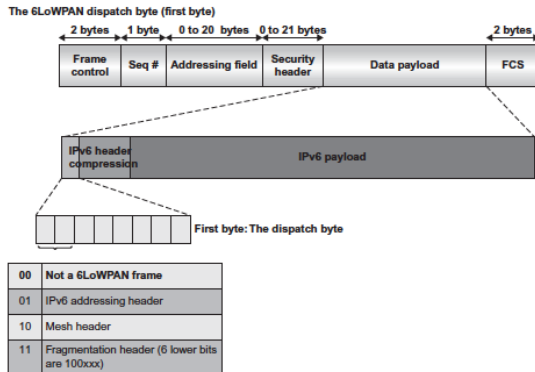 The 6LoWPAN dispatch byte (first byte)
2 bytes 1 byte 0 to 20 bytes 0 to 21 bytes 2 bytes
Frame control Seq # Addressing field Security header Data payload FCS
IPv6 header compression IPv6 payload
First byte: The dispatch byte
00 Not a 6LoWPAN frame
01 IPv6 addressing header
10 Mesh header
11 Fragmentation header (6 lower bits
are 100xxx)